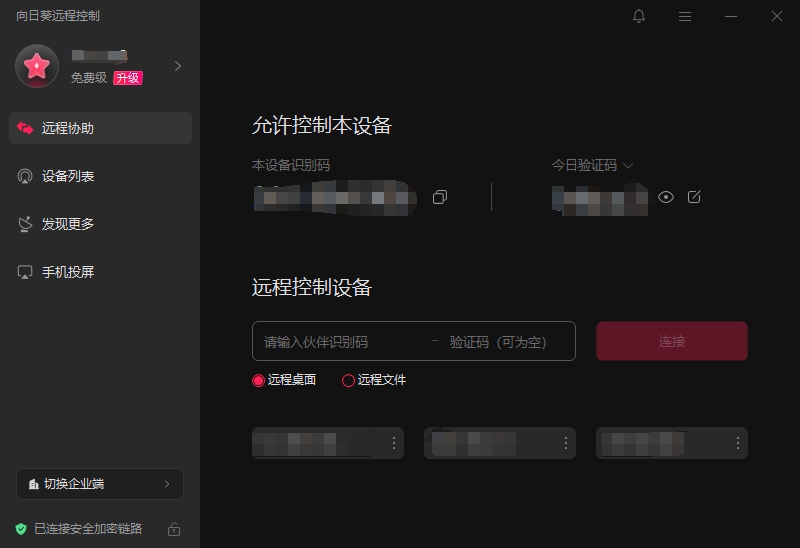 向日葵远程控制
免费级 升级
远程协助
设备列表
发现更多
手机投屏
切换企业端
已连接安全加密链路
允许控制本设备
本设备识别码
今日验证码
远程控制设备
请输入伙伴识别码 - 验证码（可为空）
连接
远程桌面 远程文件